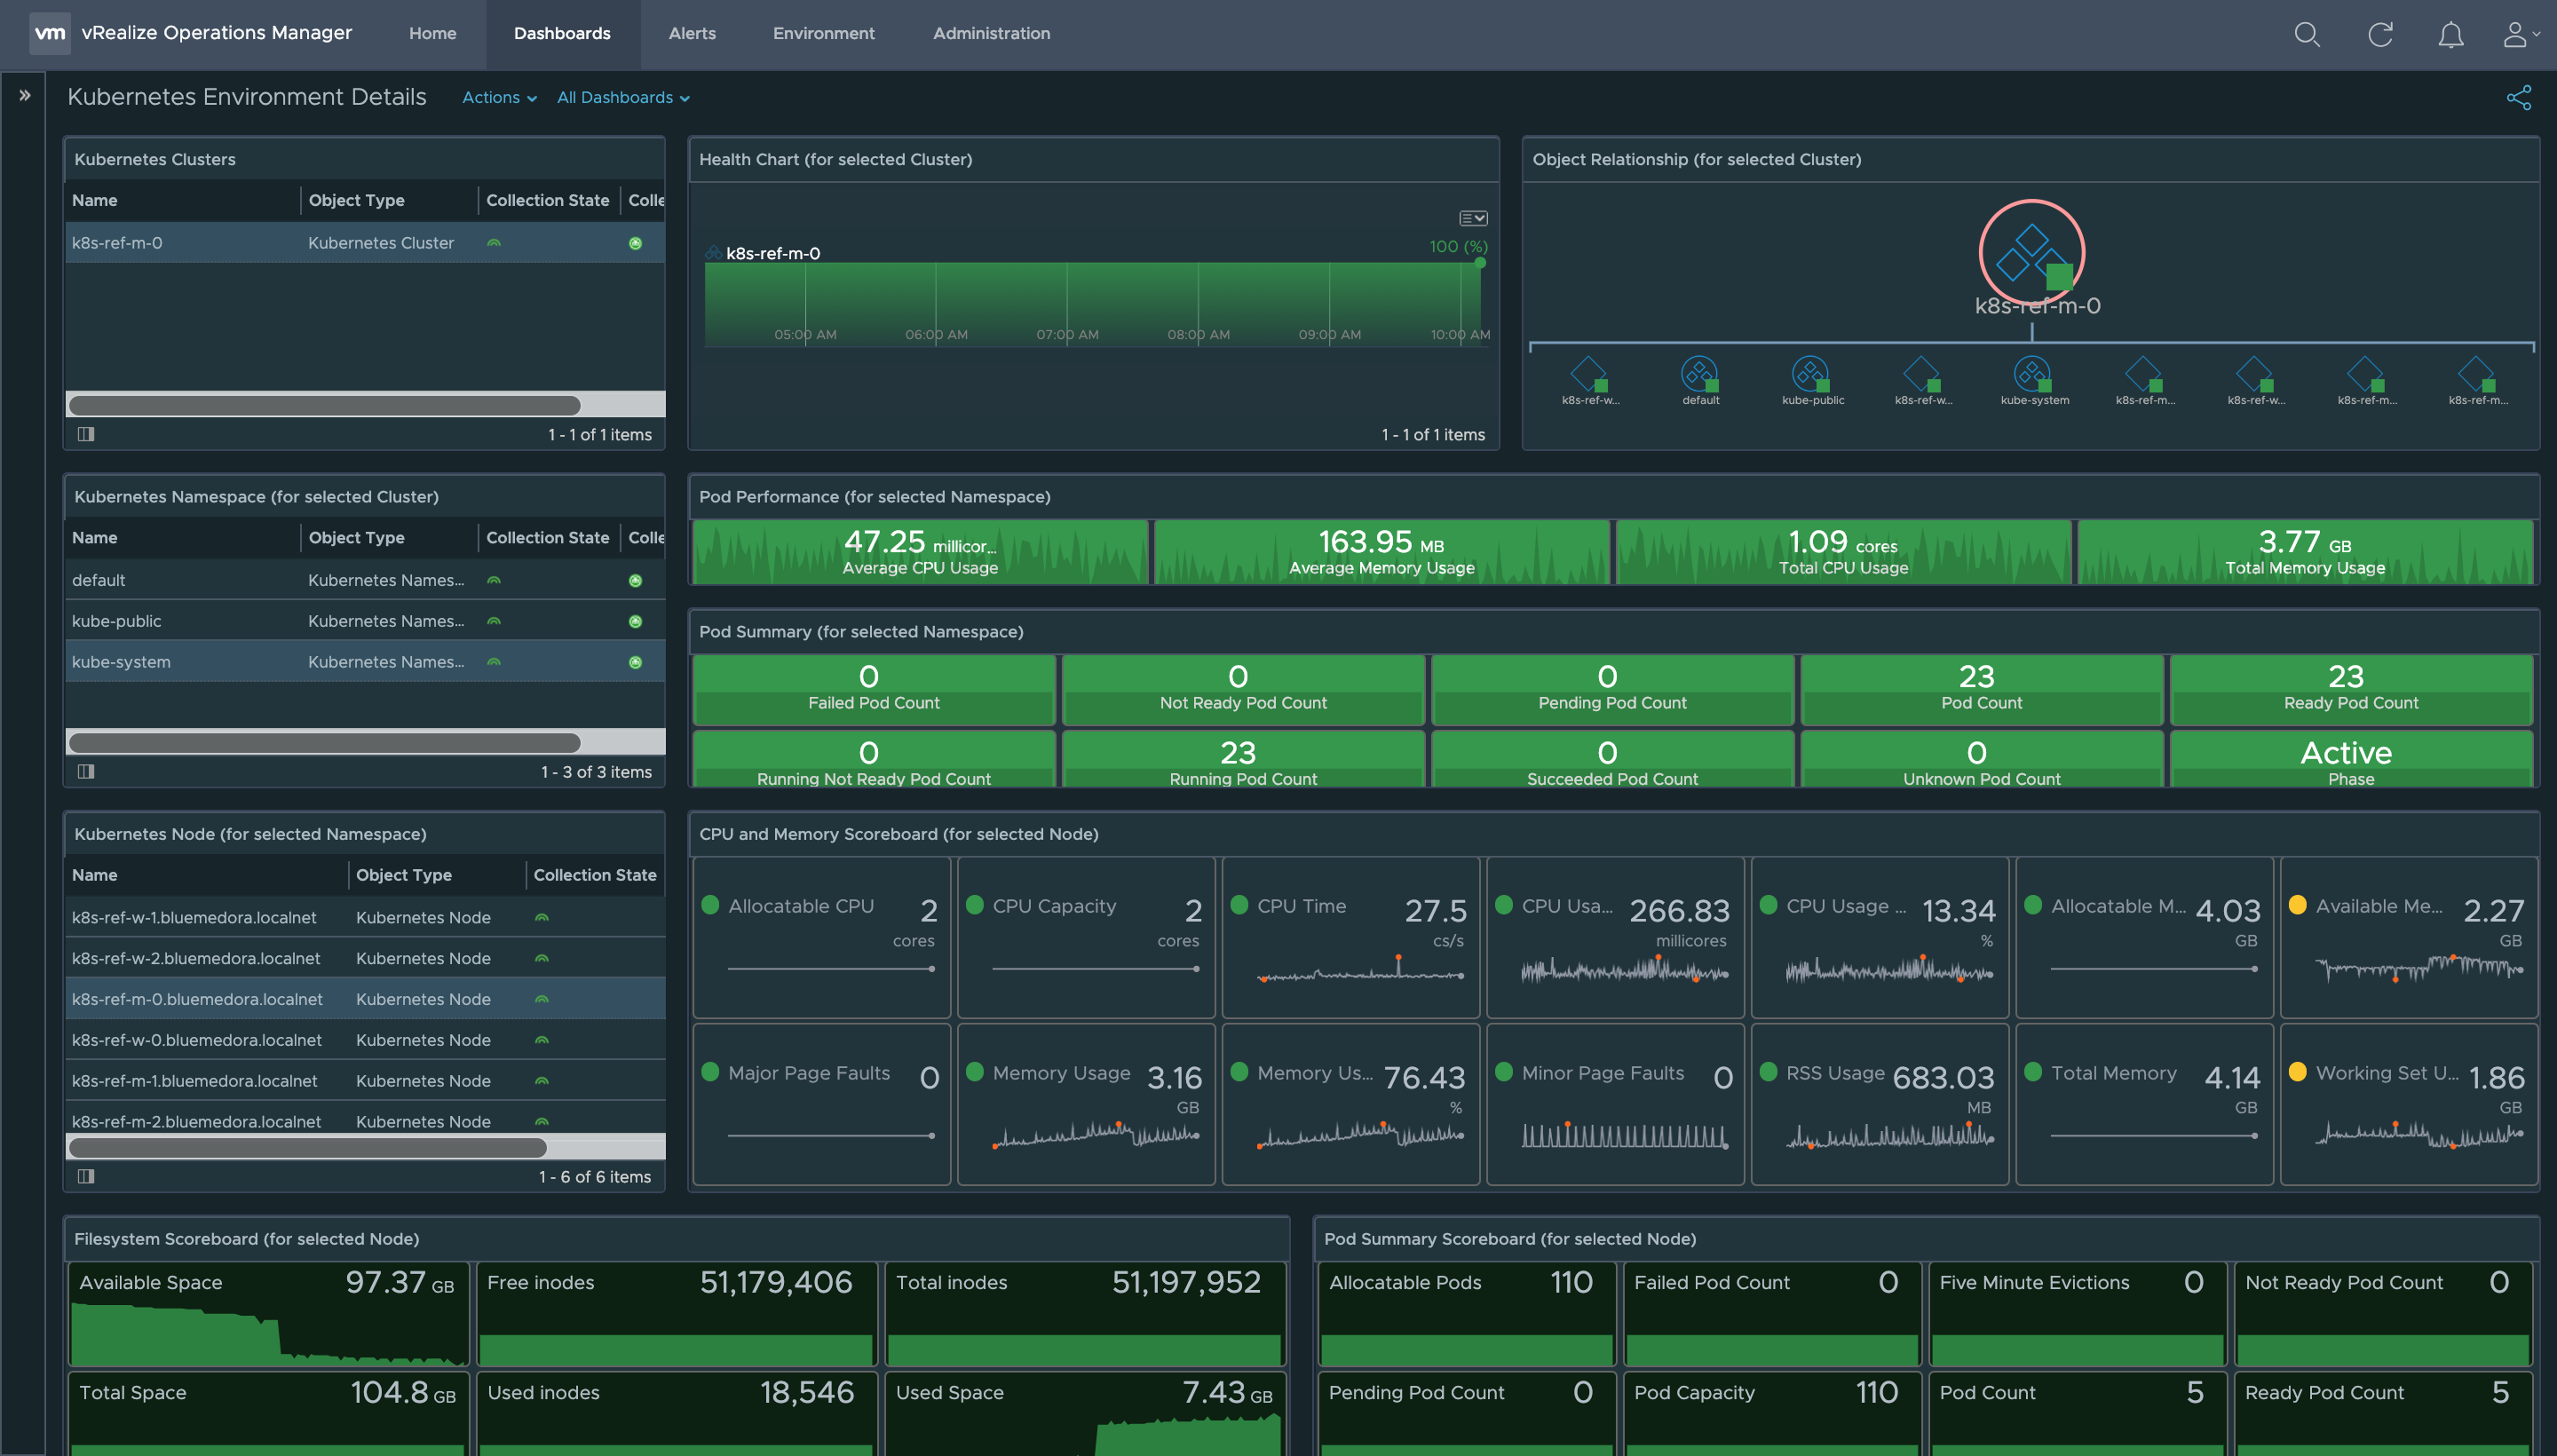 vm vRealize Operations Manager Home Dashboards Alerts Environment Administration
Kubernetes Environment Details Actions All Dashboards
Kubernetes Clusters
Name Object Type Collection State Colle
k8s-ref-m-0 Kubernetes Cluster
1 - 1 of 1 items
Health Chart (for selected Cluster)
100 (%)
k8s-ref-m-0
05:00 AM 06:00 AM 07:00 AM 08:00 AM 09:00 AM 10:00 AM
1 - 1 of 1 items
Object Relationship (for selected Cluster)
k8s-ref-m-0
k8s-ref-w... default kube-public k8s-ref-w... kube-system k8s-ref-m... k8s-ref-w... k8s-ref-m... k8s-ref-m...
Kubernetes Namespace (for selected Cluster)
Name Object Type Collection State Colle
default Kubernetes Names...
kube-public Kubernetes Names...
kube-system Kubernetes Names...
1 - 3 of 3 items
Pod Performance (for selected Namespace)
47.25 millicor... 163.95 MB 1.09 cores 3.77 GB
Average CPU Usage Average Memory Usage Total CPU Usage Total Memory Usage
Pod Summary (for selected Namespace)
0 0 0 23 23
Failed Pod Count Not Ready Pod Count Pending Pod Count Pod Count Ready Pod Count
0 23 0 0 Active
Running Not Ready Pod Count Running Pod Count Succeeded Pod Count Unknown Pod Count Phase
Kubernetes Node (for selected Namespace)
Name Object Type Collection State
k8s-ref-w-1.bluemedora.localnet Kubernetes Node
k8s-ref-w-2.bluemedora.localnet Kubernetes Node
k8s-ref-m-0.bluemedora.localnet Kubernetes Node
k8s-ref-w-0.bluemedora.localnet Kubernetes Node
k8s-ref-m-1.bluemedora.localnet Kubernetes Node
k8s-ref-m-2.bluemedora.localnet Kubernetes Node
1 - 6 of 6 items
CPU and Memory Scoreboard (for selected Node)
Allocatable CPU 2 CPU Capacity 2 CPU Time 27.5 CPU Usa... 266.83 CPU Usage ... 13.34 Allocatable M... 4.03 Available Me... 2.27
cores cores cs/s millicores % GB GB
Major Page Faults 0 Memory Usage 3.16 Memory Us... 76.43 Minor Page Faults 0 RSS Usage 683.03 Total Memory 4.14 Working Set U... 1.86
GB % MB GB GB
Filesystem Scoreboard (for selected Node)
Available Space 97.37 GB Free inodes 51,179,406 Total inodes 51,197,952
Total Space 104.8 GB Used inodes 18,546 Used Space 7.43 GB
Pod Summary Scoreboard (for selected Node)
Allocatable Pods 110 Failed Pod Count 0 Five Minute Evictions 0 Not Ready Pod Count 0
Pending Pod Count 0 Pod Capacity 110 Pod Count 5 Ready Pod Count 5